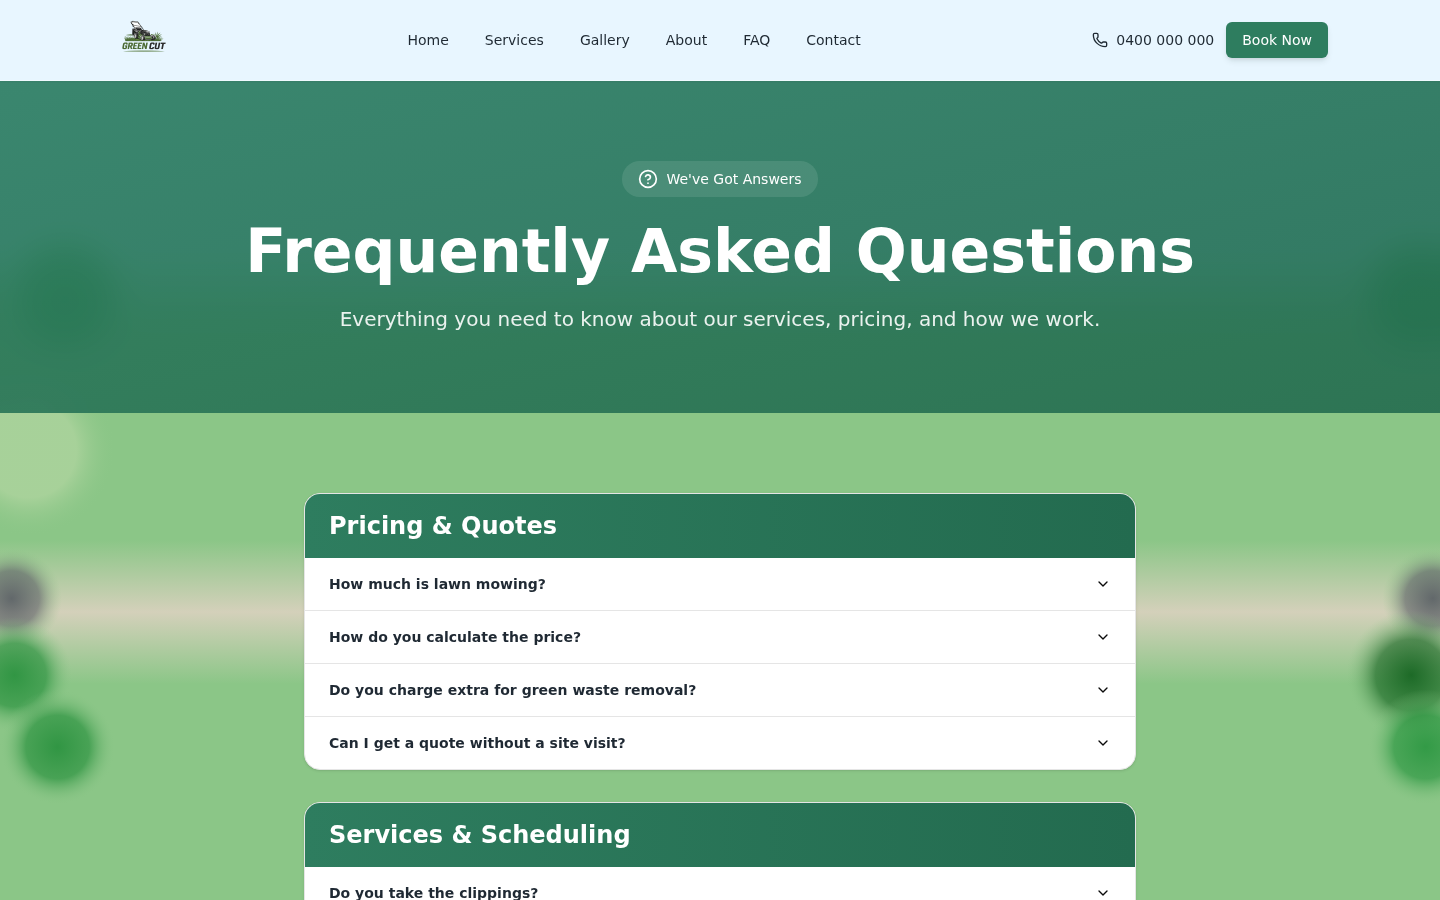 GREEN CUT
Home
Services
Gallery
About
FAQ
Contact
0400 000 000
Book Now
We've Got Answers
Frequently Asked Questions
Everything you need to know about our services, pricing, and how we work.
Pricing & Quotes
How much is lawn mowing?
How do you calculate the price?
Do you charge extra for green waste removal?
Can I get a quote without a site visit?
Services & Scheduling
Do you take the clippings?